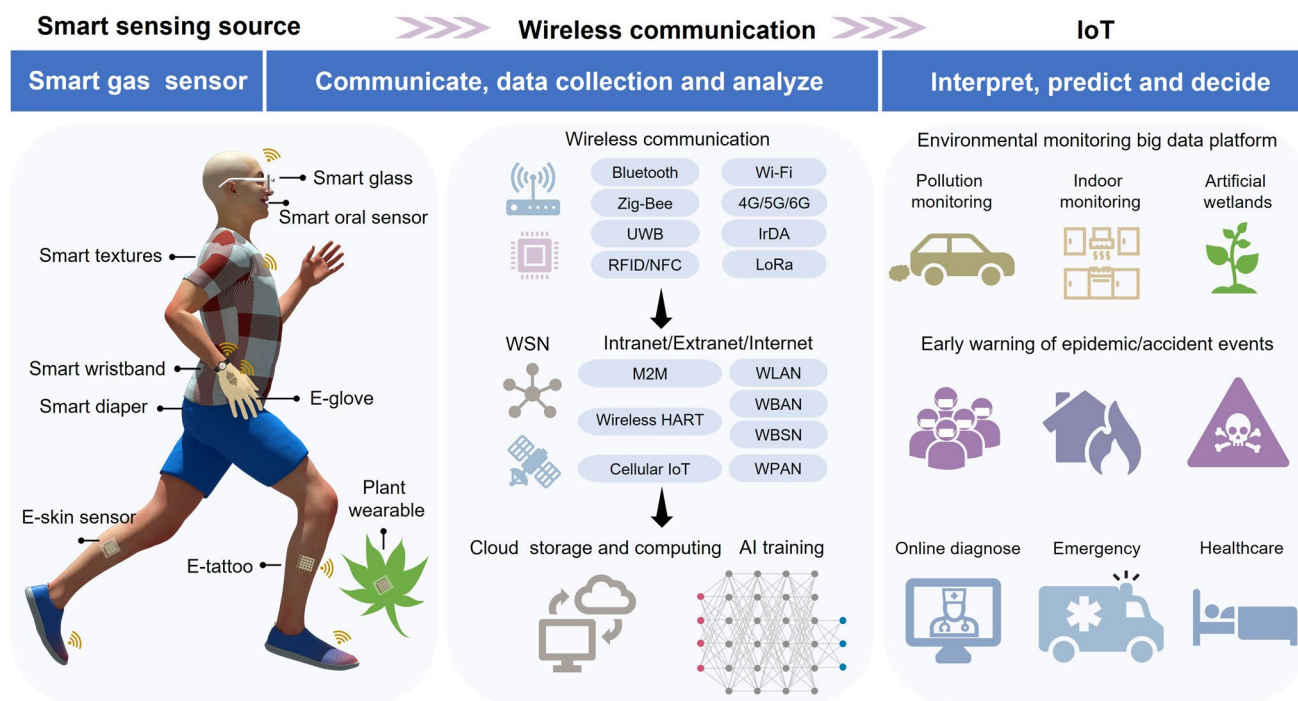 Smart sensing source
Wireless communication
IoT
Smart gas sensor
Communicate, data collection and analyze
Interpret, predict and decide
Smart glass
Smart oral sensor
Smart textures
Smart wristband
Smart diaper
E-glove
Plant
wearable
E-skin sensor
E-tattoo
Wireless communication
Bluetooth
Wi-Fi
Zig-Bee
4G/5G/6G
UWB
IrDA
RFID/NFC
LoRa
WSN
Intranet/Extranet/Internet
M2M
WLAN
WBAN
Wireless HART
WBSN
Cellular IoT
WPAN
Cloud storage and computing
AI training
Environmental monitoring big data platform
Pollution
monitoring
Indoor
monitoring
Artificial
wetlands
Early warning of epidemic/accident events
Online diagnose
Emergency
Healthcare